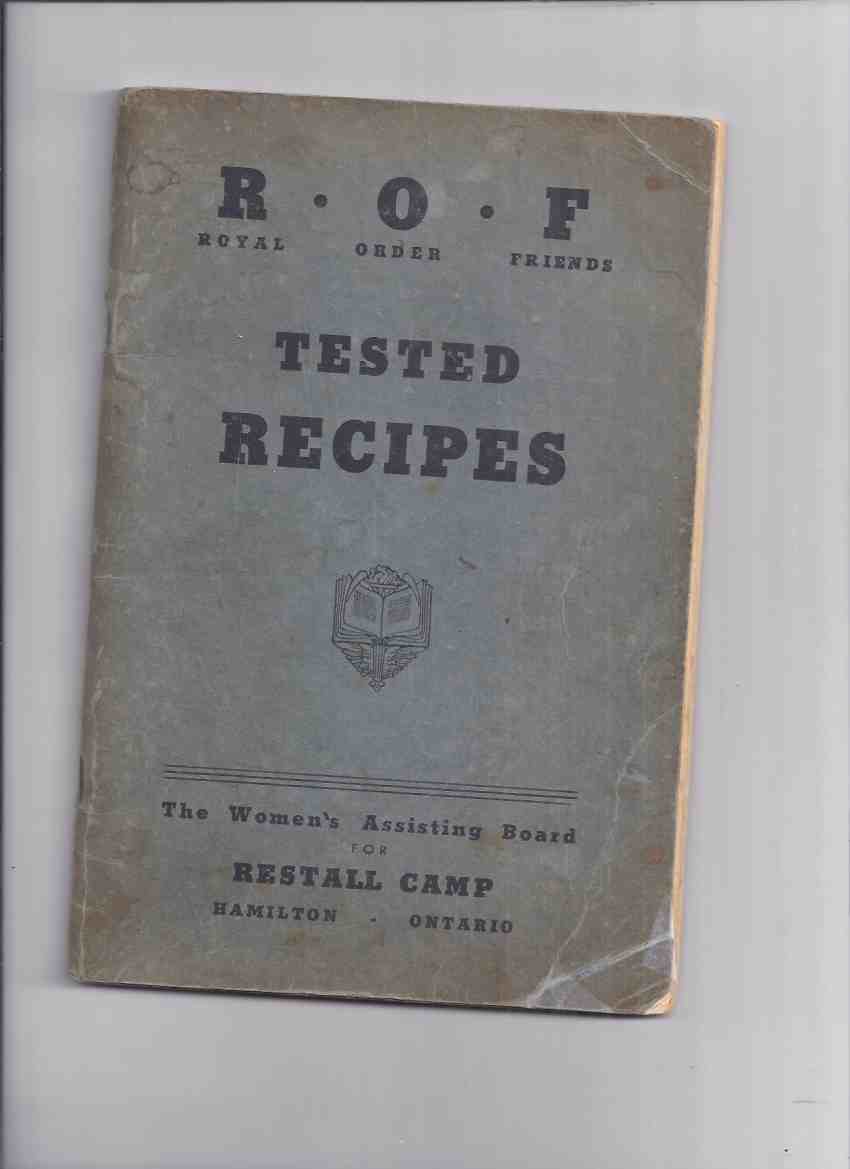 R · O · F
ROYAL ORDER FRIENDS
TESTED
RECIPES
The Women's Assisting Board
FOR
RESTALL CAMP
HAMILTON - ONTARIO